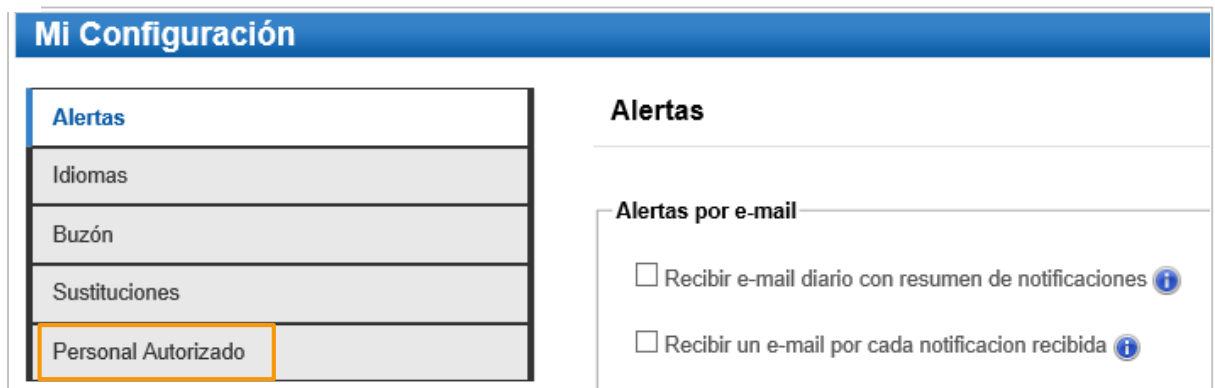 Mi Configuración
Alertas
Idiomas
Buzón
Sustituciones
Personal Autorizado
Alertas
Alertas por e-mail
Recibir e-mail diario con resumen de notificaciones
Recibir un e-mail por cada notificacion recibida